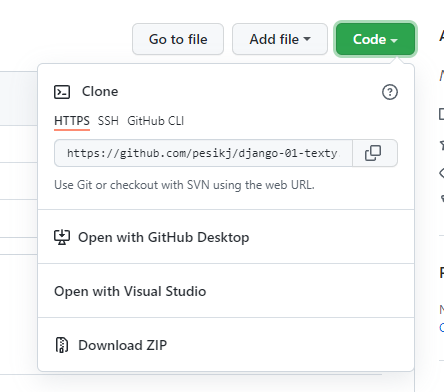 Go to file
Add file
Code
Clone
HTTPS SSH GitHub CLI
https://github.com/pesikj/django-01-texty
Use Git or checkout with SVN using the web URL.
Open with GitHub Desktop
Open with Visual Studio
Download ZIP